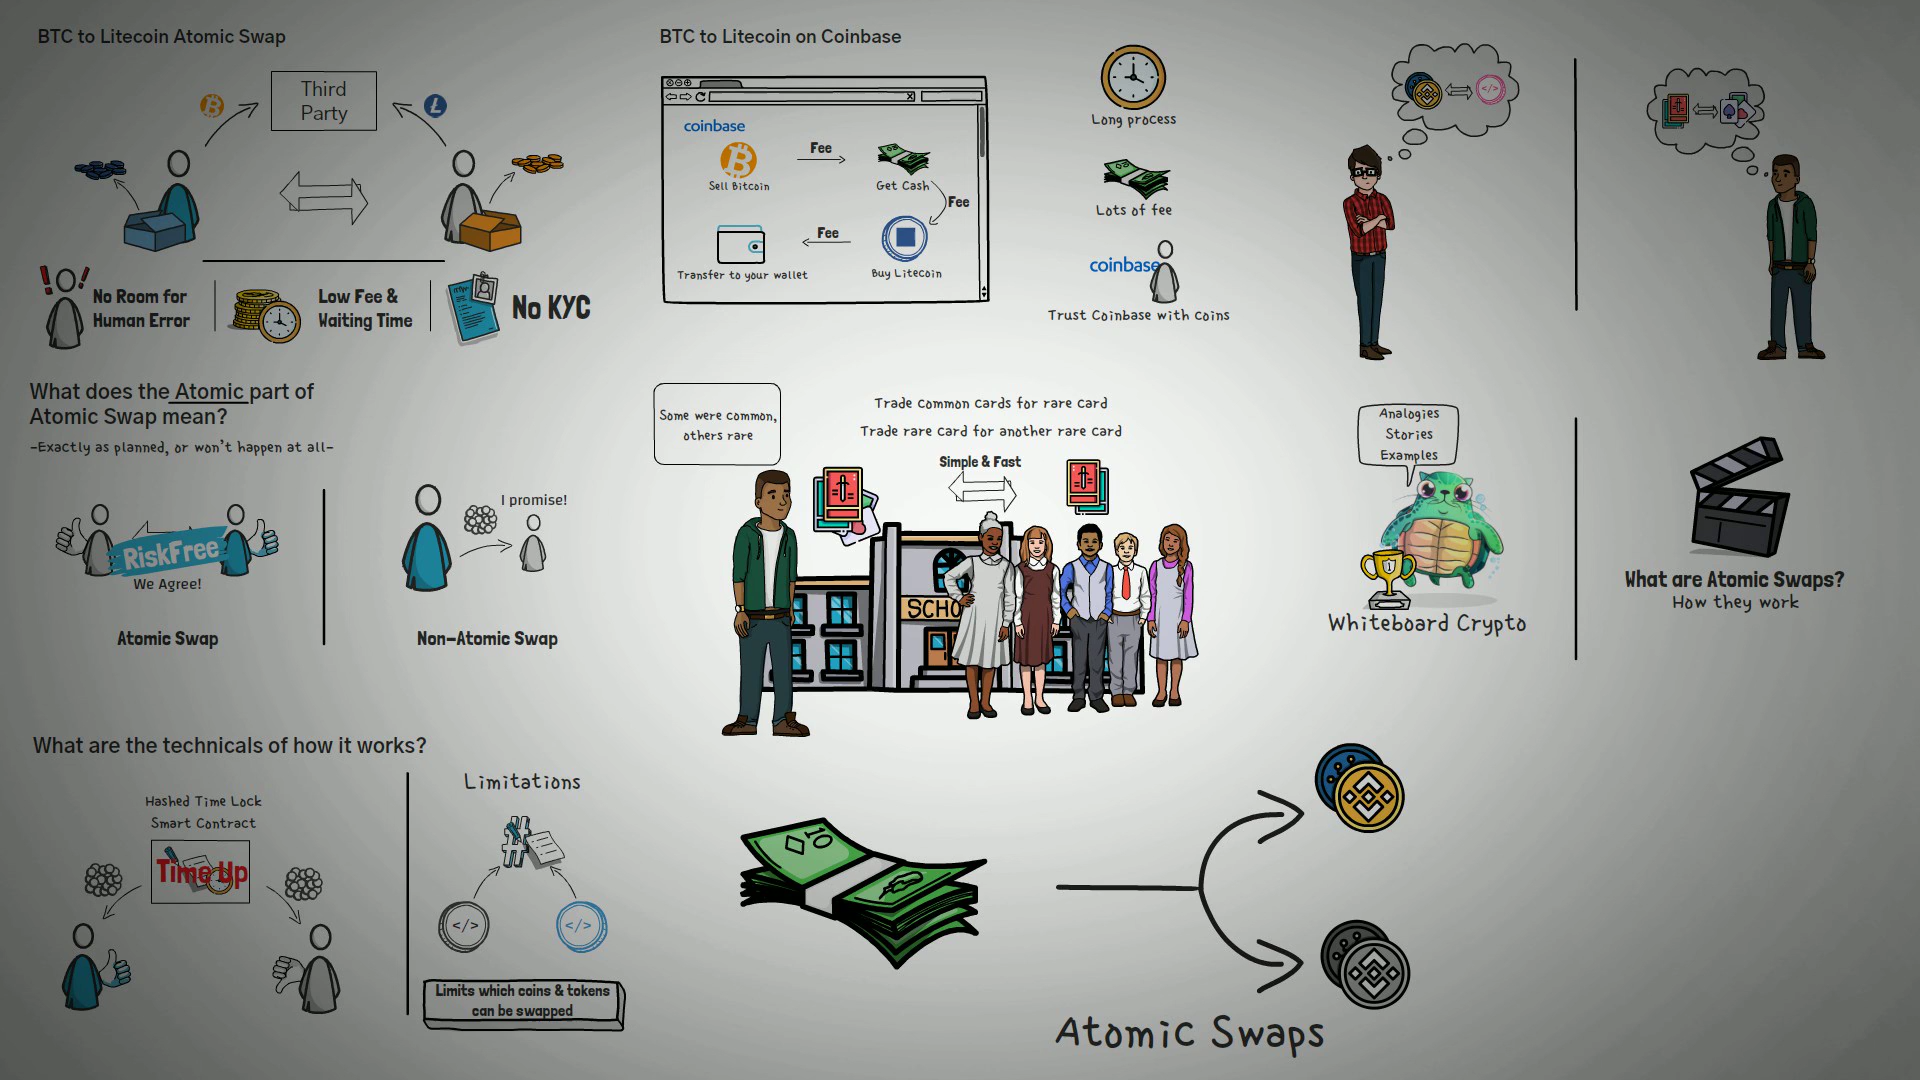 BTC to Litecoin Atomic Swap
Third
Party
No Room for
Human Error
Low Fee &
Waiting Time
No KYC
BTC to Litecoin on Coinbase
coinbase
Fee
Sell Bitcoin
Get Cash
Fee
Fee
Transfer to your wallet
Buy Litecoin
Long process
Lots of fee
coinbase
Trust Coinbase with coins
What does the Atomic part of
Atomic Swap mean?
-Exactly as planned, or won't happen at all-
RiskFree
We Agree!
Atomic Swap
I promise!
Non-Atomic Swap
Some were common,
others rare
Trade common cards for rare card
Trade rare card for another rare card
Simple & Fast
SCHO
Analogies
Stories
Examples
1
Whiteboard Crypto
What are Atomic Swaps?
How they work
What are the technicals of how it works?
Hashed Time Lock
Smart Contract
Time Up
Limitations
#
</>
</>
Limits which coins & tokens
can be swapped
10
Atomic Swaps